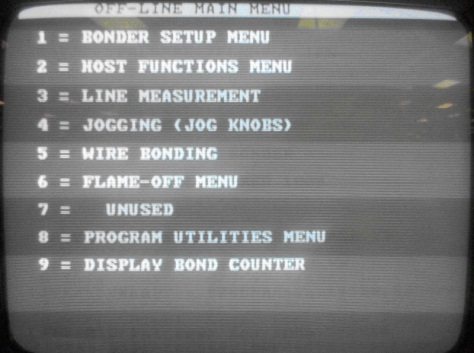 OFF-LINE MAIN MENU
1 = BONDER SETUP MENU
2 = HOST FUNCTIONS MENU
3 = LINE MEASUREMENT
4 = JOGGING (JOG KNOBS)
5 = WIRE BONDING
6 = FLAME-OFF MENU
7 = UNUSED
8 = PROGRAM UTILITIES MENU
9 = DISPLAY BOND COUNTER